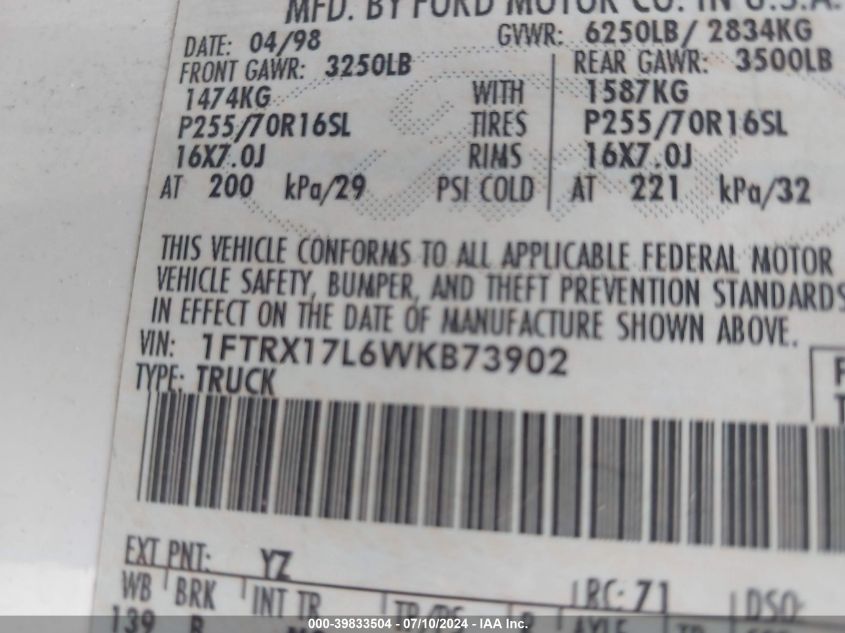 MFD. BY FORD MOTOR CO. IN U.S.A.
DATE: 04/98 GVWR: 6250LB/ 2834KG
FRONT GAWR: 3250LB REAR GAWR: 3500LB
1474KG WITH 1587KG
P255/70R16SL TIRES P255/70R16SL
16X7.0J RIMS 16X7.0J
AT 200 kPa/29 PSI COLD AT 221 kPa/32
THIS VEHICLE CONFORMS TO ALL APPLICABLE FEDERAL MOTOR
VEHICLE SAFETY, BUMPER, AND THEFT PREVENTION STANDARDS
IN EFFECT ON THE DATE OF MANUFACTURE SHOWN ABOVE.
VIN: 1FTRX17L6WKB73902
TYPE: TRUCK
EXT PNT: YZ RC: 71 DSO:
WB BRK INT TR
139
000-39833504 - 07/10/2024 - IAA Inc.